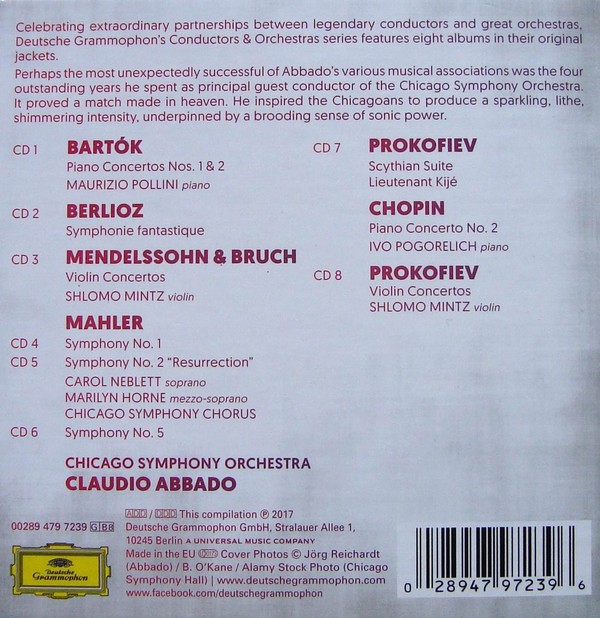 Celebrating extraordinary partnerships between legendary conductors and great orchestras,
Deutsche Grammophon's Conductors & Orchestras series features eight albums in their original
jackets.
Perhaps the most unexpectedly successful of Abbado's various musical associations was the four
outstanding years he spent as principal guest conductor of the Chicago Symphony Orchestra.
It proved a match made in heaven. He inspired the Chicagoans to produce a sparkling, lithe,
shimmering intensity, underpinned by a brooding sense of sonic power.
CD 1 BARTÓK
Piano Concertos Nos. 1 & 2
MAURIZIO POLLINI piano
CD 2 BERLIOZ
Symphonie fantastique
CD 3 MENDELSSOHN & BRUCH
Violin Concertos
SHLOMO MINTZ violin
MAHLER
CD 4 Symphony No. 1
CD 5 Symphony No. 2 "Resurrection"
CAROL NEBLETT soprano
MARILYN HORNE mezzo-soprano
CHICAGO SYMPHONY CHORUS
CD 6 Symphony No. 5
CD 7 PROKOFIEV
Scythian Suite
Lieutenant Kijé
CHOPIN
Piano Concerto No. 2
IVO POGORELICH piano
CD 8 PROKOFIEV
Violin Concertos
SHLOMO MINTZ violin
CHICAGO SYMPHONY ORCHESTRA
CLAUDIO ABBADO
00289 479 7239 GB8
Deutsche
Grammophon
ADD / DDD This compilation ℗ 2017
Deutsche Grammophon GmbH, Stralauer Allee 1,
10245 Berlin A UNIVERSAL MUSIC COMPANY
Made in the EU Cover Photos © Jörg Reichardt
(Abbado) / B. O'Kane / Alamy Stock Photo (Chicago
Symphony Hall) | www.deutschegrammophon.com
www.facebook.com/deutschegrammophon
0 28947 97239 6